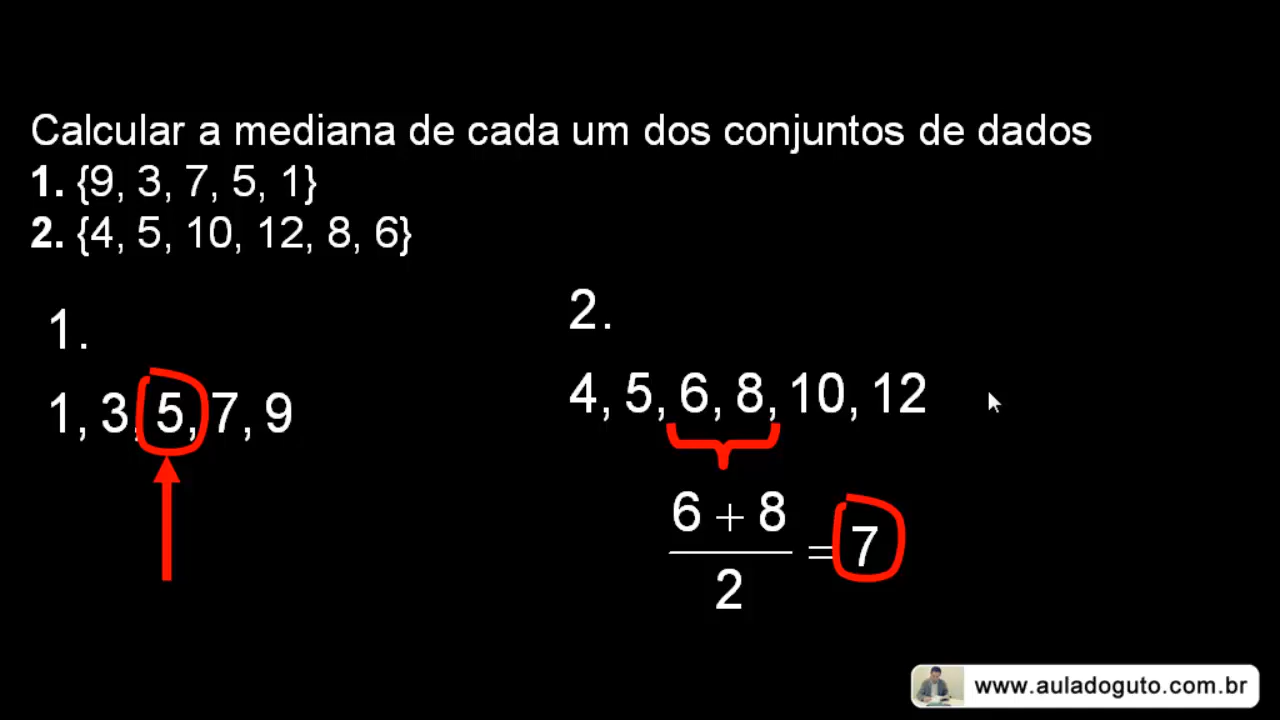 Calcular a mediana de cada um dos conjuntos de dados
1. {9, 3, 7, 5, 1}
2. {4, 5, 10, 12, 8, 6}
1.
1, 3, 5, 7, 9
2.
4, 5, 6, 8, 10, 12
6 + 8
= 7
2
www.auladoguto.com.br